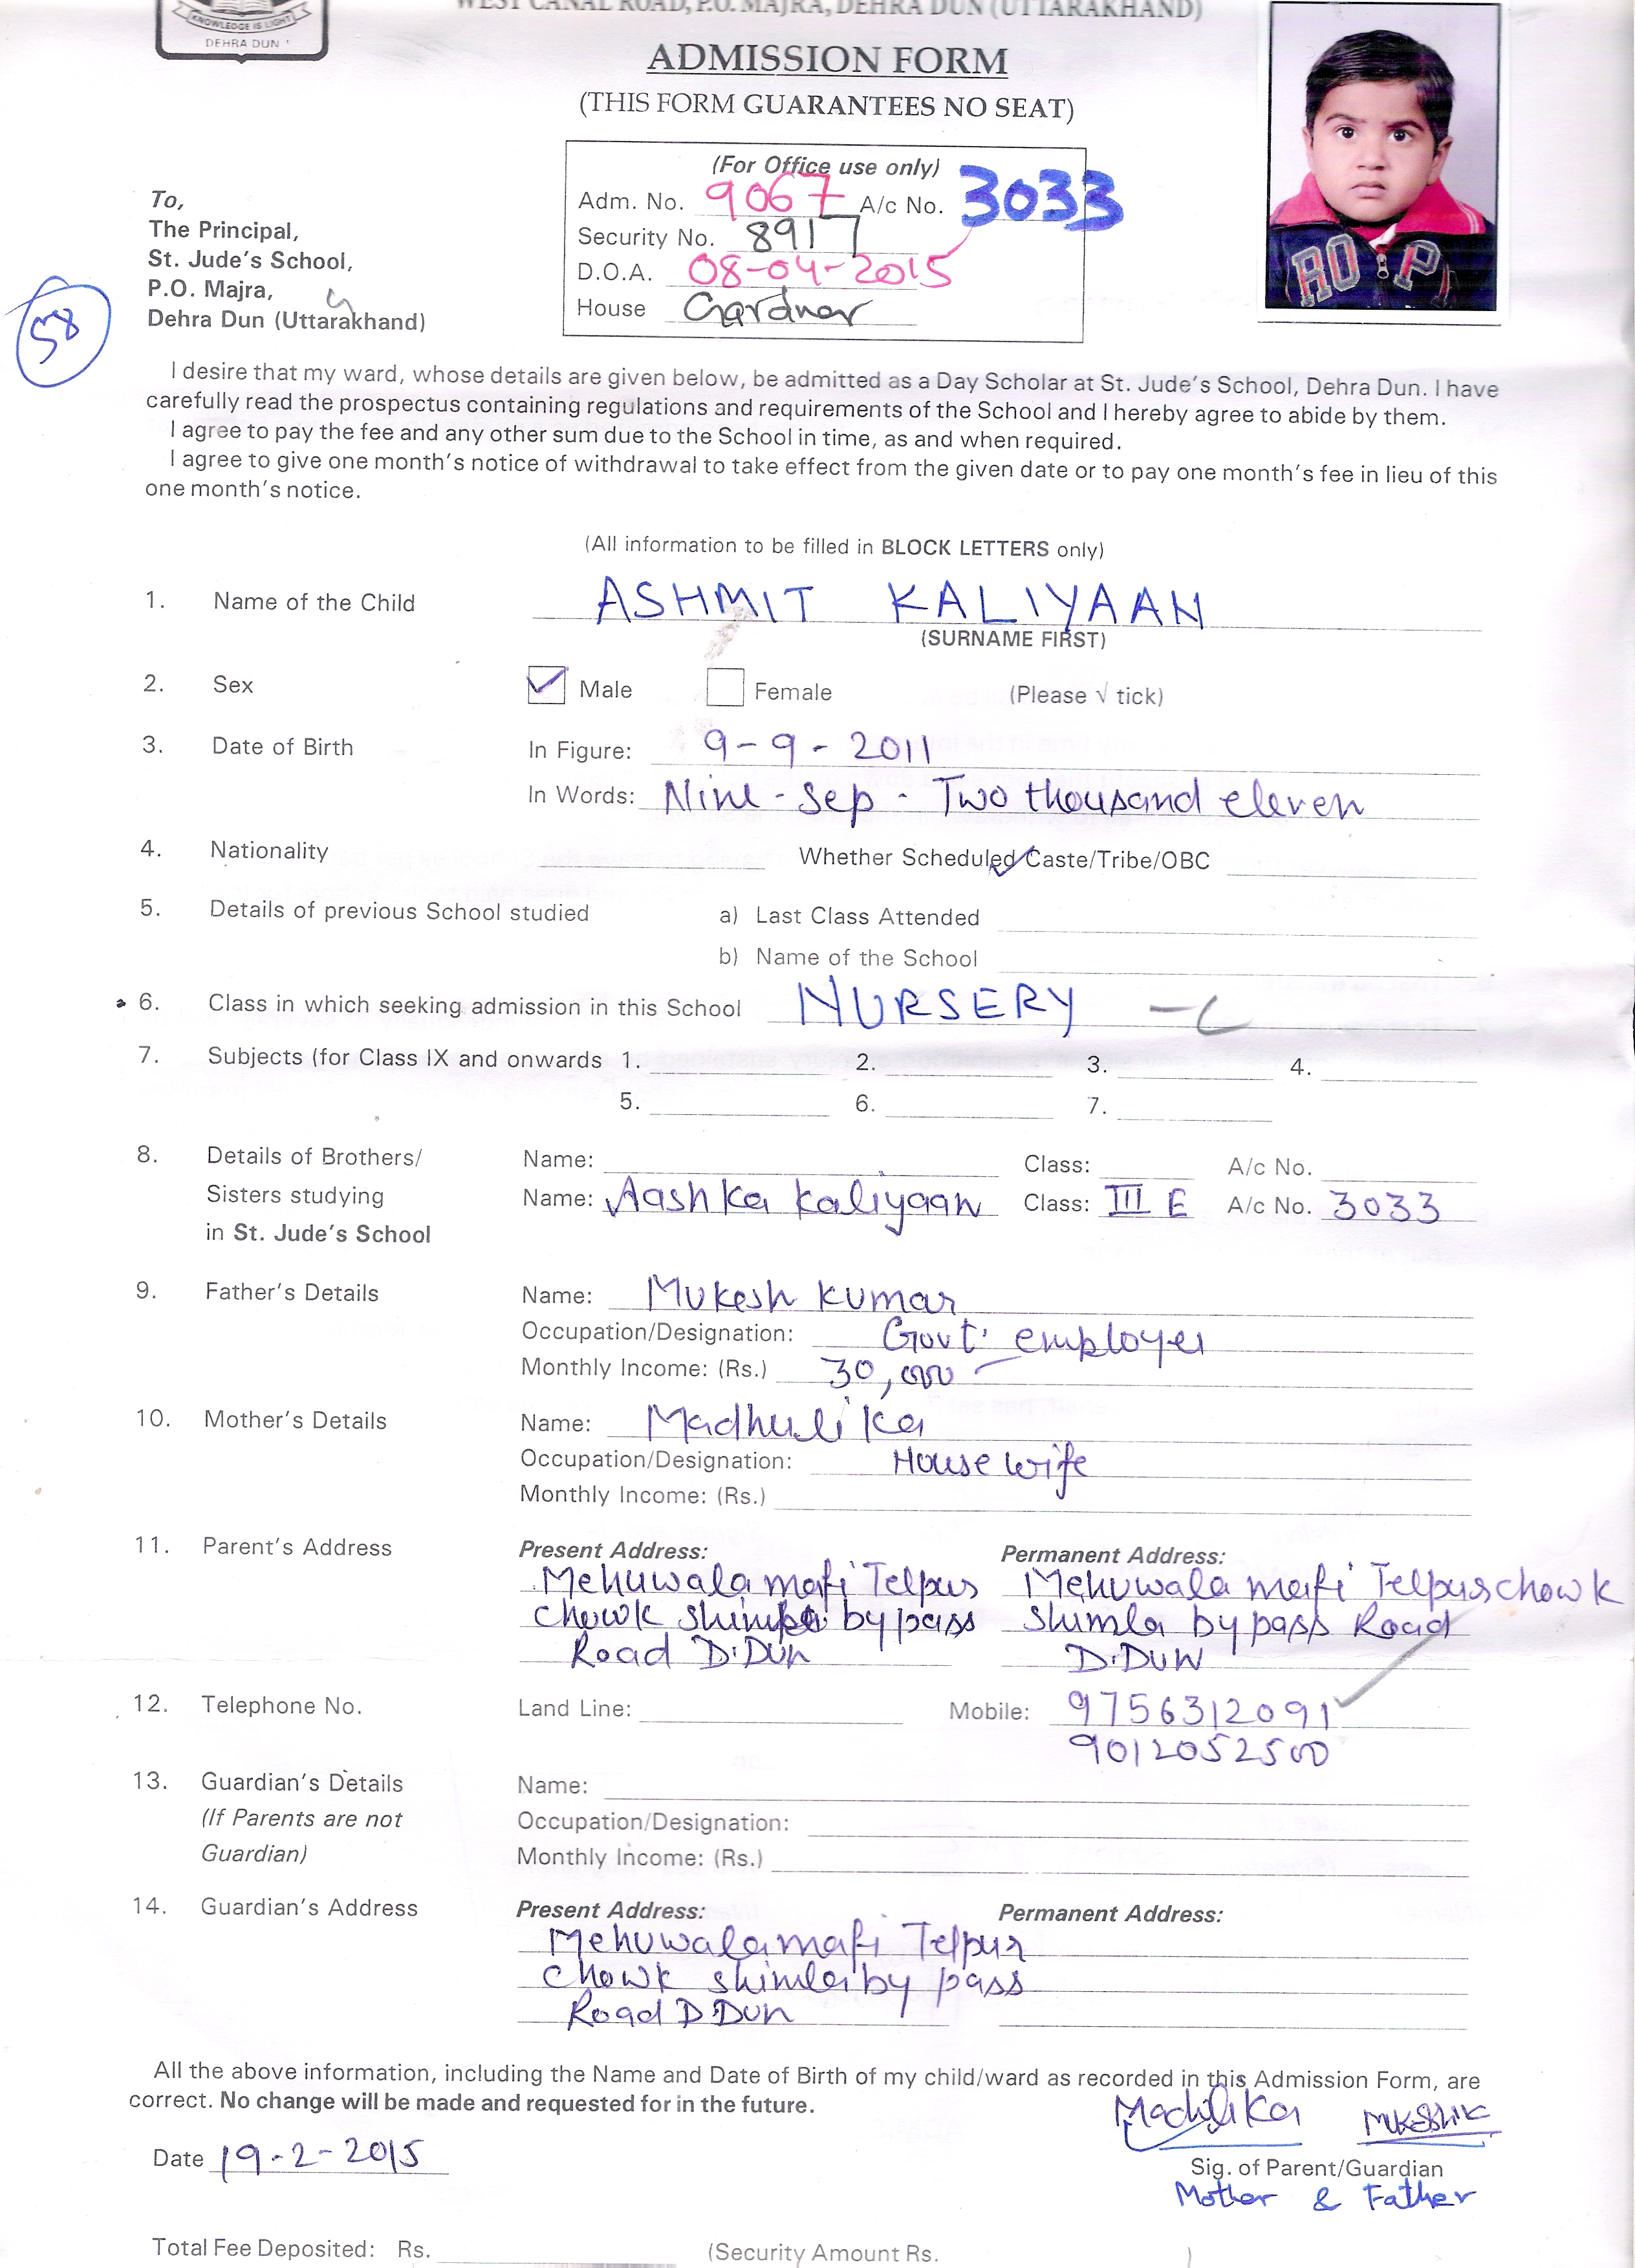 KNOWLEDGE IS LIGHT
DEHRA DUN
WEST CANAL ROAD, P.O. MAJRA, DEHRA DUN (UTTARAKHAND)
ADMISSION FORM
(THIS FORM GUARANTEES NO SEAT)
(For Office use only)
Adm. No. 9067 A/c No. 3033
Security No. 8917
D.O.A. 08-04-2015
House Gardner
To,
The Principal,
St. Jude's School,
P.O. Majra,
Dehra Dun (Uttarakhand)
58
ROP
I desire that my ward, whose details are given below, be admitted as a Day Scholar at St. Jude's School, Dehra Dun. I have
carefully read the prospectus containing regulations and requirements of the School and I hereby agree to abide by them.
I agree to pay the fee and any other sum due to the School in time, as and when required.
I agree to give one month's notice of withdrawal to take effect from the given date or to pay one month's fee in lieu of this
one month's notice.
(All information to be filled in BLOCK LETTERS only)
1. Name of the Child ASHMIT KALIYAAN
(SURNAME FIRST)
2. Sex Male Female (Please √ tick)
3. Date of Birth In Figure: 9-9-2011
In Words: Nine - Sep - Two thousand eleven
4. Nationality Whether Scheduled Caste/Tribe/OBC
5. Details of previous School studied a) Last Class Attended
b) Name of the School
6. Class in which seeking admission in this School NURSERY - C
7. Subjects (for Class IX and onwards 1. 2. 3. 4.
5. 6. 7.
8. Details of Brothers/ Name: Class: A/c No.
Sisters studying Name: Aashka Kaliyaan Class: III E A/c No. 3033
in St. Jude's School
9. Father's Details Name: Mukesh Kumar
Occupation/Designation: Govt. employer
Monthly Income: (Rs.) 30,000
10. Mother's Details Name: Madhulika
Occupation/Designation: House wife
Monthly Income: (Rs.)
11. Parent's Address Present Address: Permanent Address:
Mehuwala mafi Telpur Mehuwala mafi Telpur chowk
chowk shimla by pass shimla by pass Road
Road D.Dun D.DUN
12. Telephone No. Land Line: Mobile: 9756312091
9012052500
13. Guardian's Details Name:
(If Parents are not Occupation/Designation:
Guardian) Monthly Income: (Rs.)
14. Guardian's Address Present Address: Permanent Address:
Mehuwala mafi Telpur
chowk shimla by pass
Road D.Dun
All the above information, including the Name and Date of Birth of my child/ward as recorded in this Admission Form, are
correct. No change will be made and requested for in the future.
Madhulika
Date 19-2-2015
Sig. of Parent/Guardian
Mother & Father
Total Fee Deposited: Rs. (Security Amount Rs. )